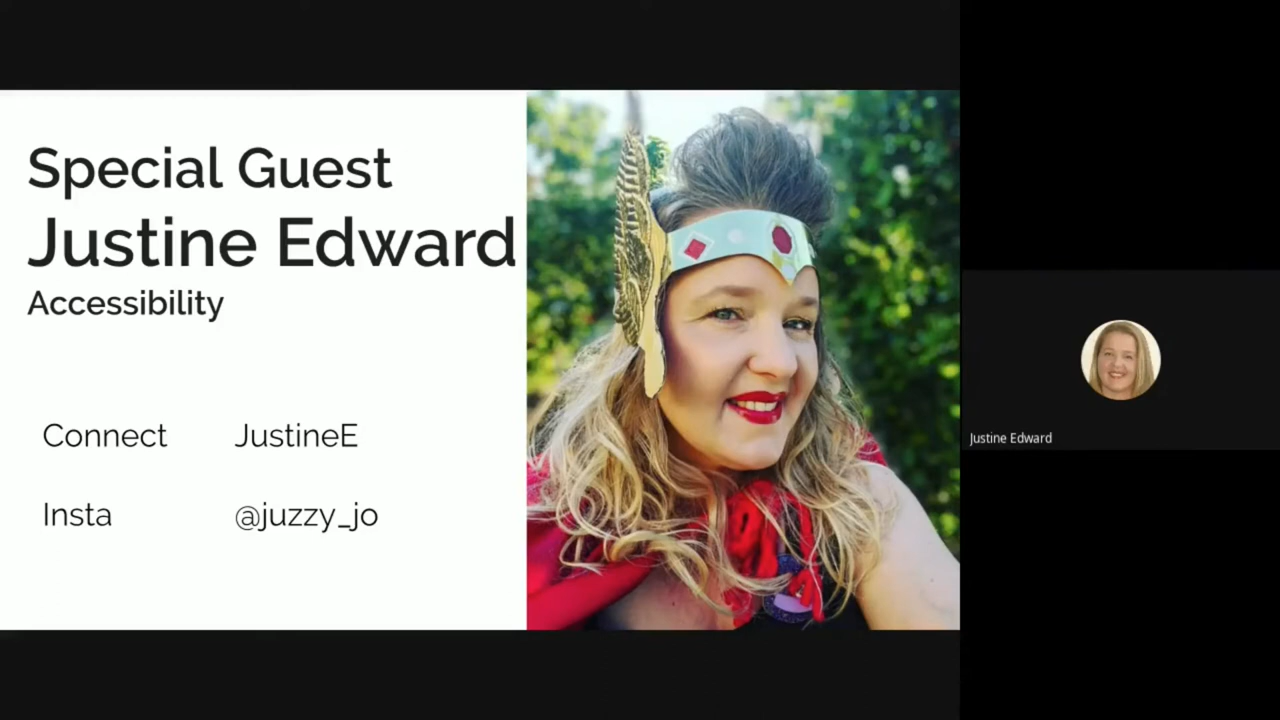 Special Guest
Justine Edward
Accessibility
Connect JustineE
Insta @juzzy_jo
Justine Edward